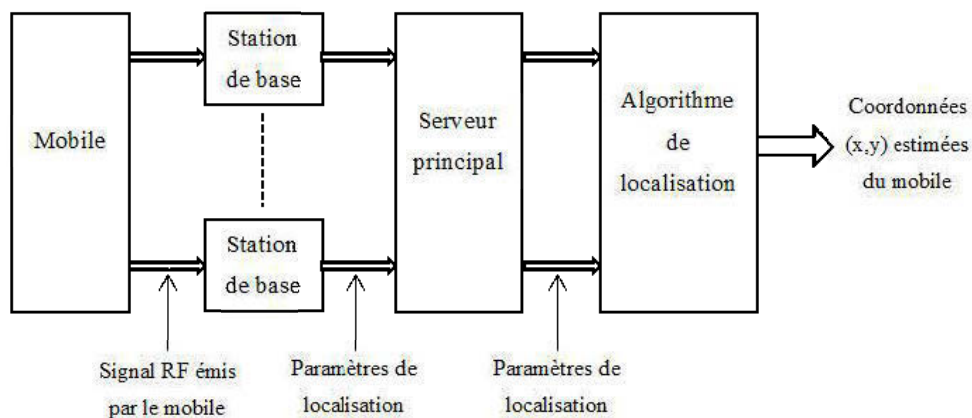 Mobile
Station
de base
Station
de base
Serveur
principal
Algorithme
de
localisation
Coordonnées
(x,y) estimées
du mobile
Signal RF émis
par le mobile
Paramètres de
localisation
Paramètres de
localisation